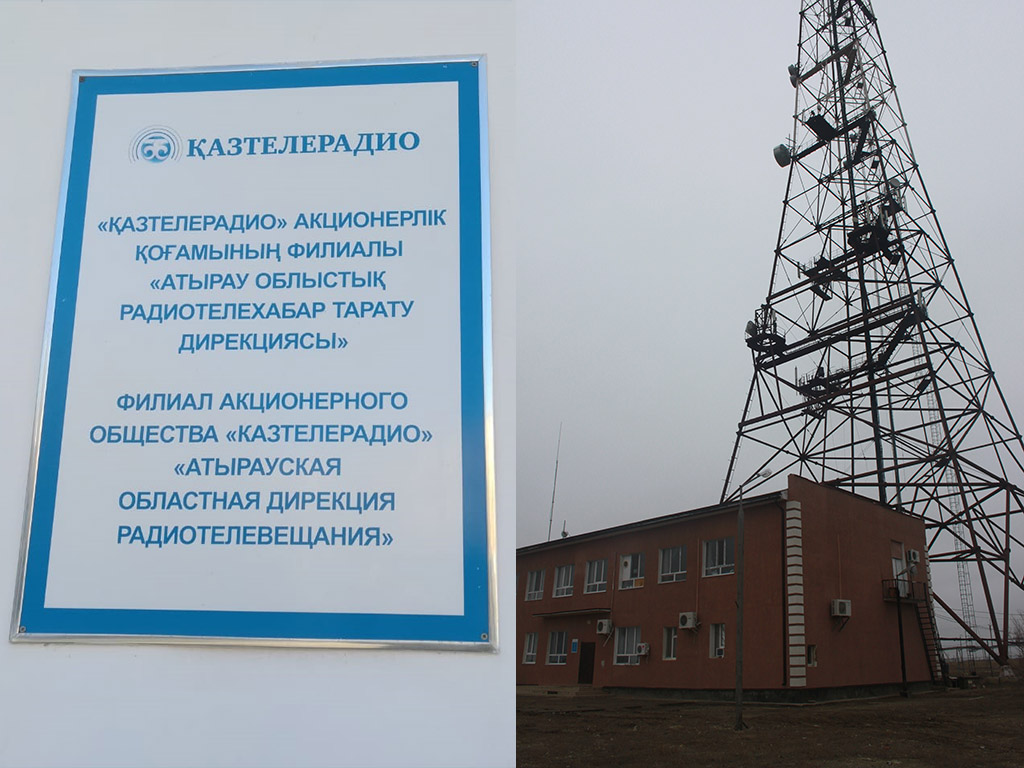 ҚАЗТЕЛЕРАДИО
«ҚАЗТЕЛЕРАДИО» АКЦИОНЕРЛІК
ҚОҒАМЫНЫҢ ФИЛИАЛЫ
«АТЫРАУ ОБЛЫСТЫҚ
РАДИОТЕЛЕХАБАР ТАРАТУ
ДИРЕКЦИЯСЫ»
ФИЛИАЛ АКЦИОНЕРНОГО
ОБЩЕСТВА «КАЗТЕЛЕРАДИО»
«АТЫРАУСКАЯ
ОБЛАСТНАЯ ДИРЕКЦИЯ
РАДИОТЕЛЕВЕЩАНИЯ»